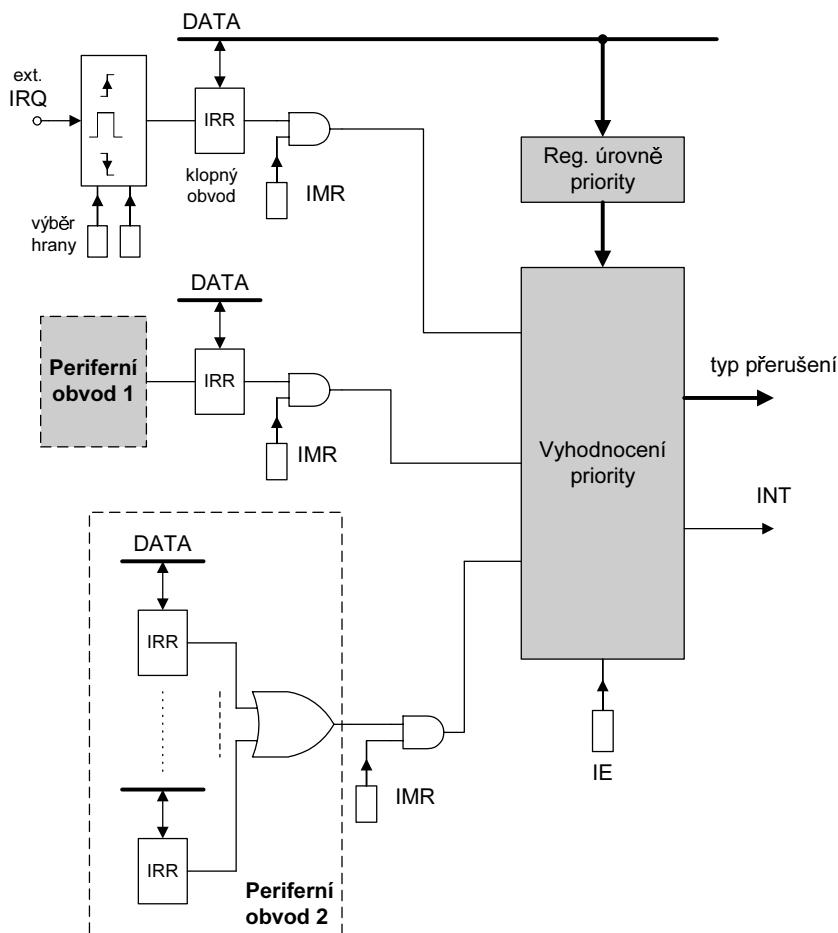 DATA
ext.
IRQ
IRR
klopný
obvod
IMR
výběr
hrany
Reg. úrovně
priority
DATA
Periferní
obvod 1
IRR
IMR
Vyhodnocení
priority
typ přerušení
INT
DATA
IRR
IMR
IE
IRR
Periferní
obvod 2